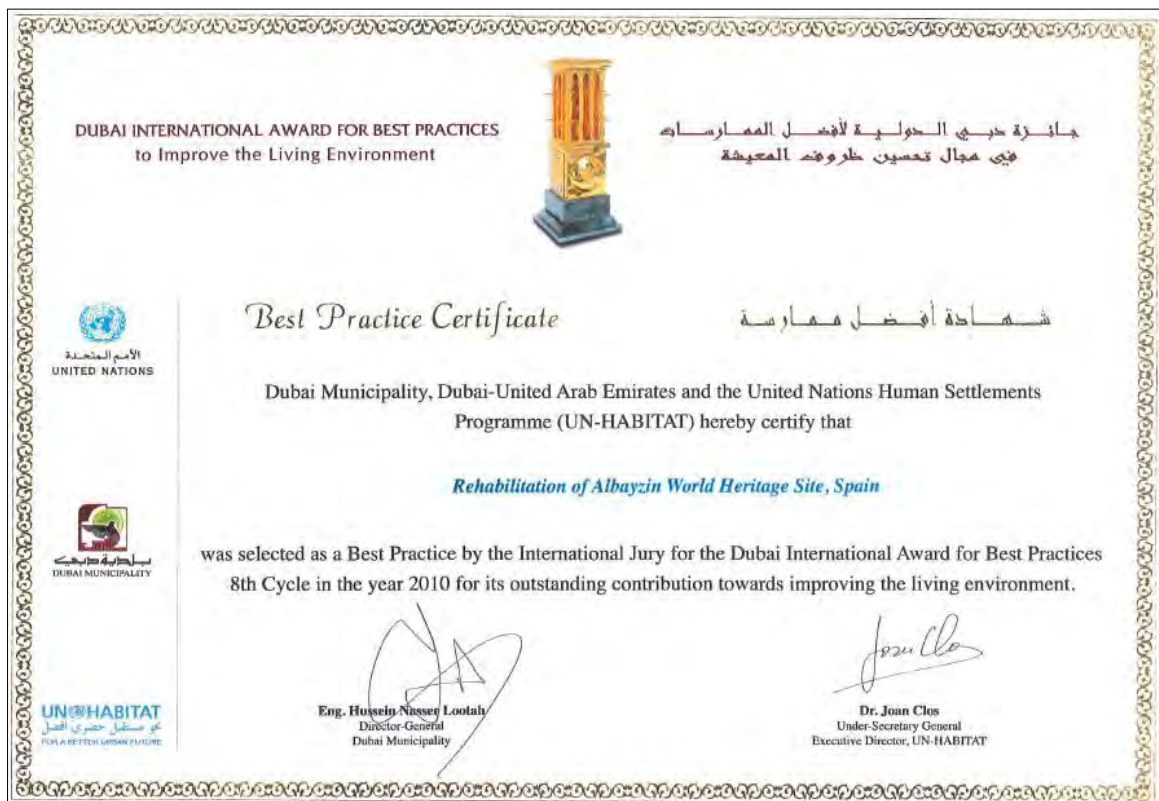 DUBAI INTERNATIONAL AWARD FOR BEST PRACTICES
to Improve the Living Environment
جائزة دبي الدولية لأفضل الممارسات
في مجال تحسين ظروف المعيشة
Best Practice Certificate
شهادة أفضل ممارسة
الأمم المتحدة
UNITED NATIONS
Dubai Municipality, Dubai-United Arab Emirates and the United Nations Human Settlements
Programme (UN-HABITAT) hereby certify that
Rehabilitation of Albayzin World Heritage Site, Spain
بلدية دبي
DUBAI MUNICIPALITY
was selected as a Best Practice by the International Jury for the Dubai International Award for Best Practices
8th Cycle in the year 2010 for its outstanding contribution towards improving the living environment.
Joan Clos
UN HABITAT
نحو مستقبل حضري أفضل
FOR A BETTER URBAN FUTURE
Eng. Hussein Nasser Lootah
Director-General
Dubai Municipality
Dr. Joan Clos
Under-Secretary General
Executive Director, UN-HABITAT